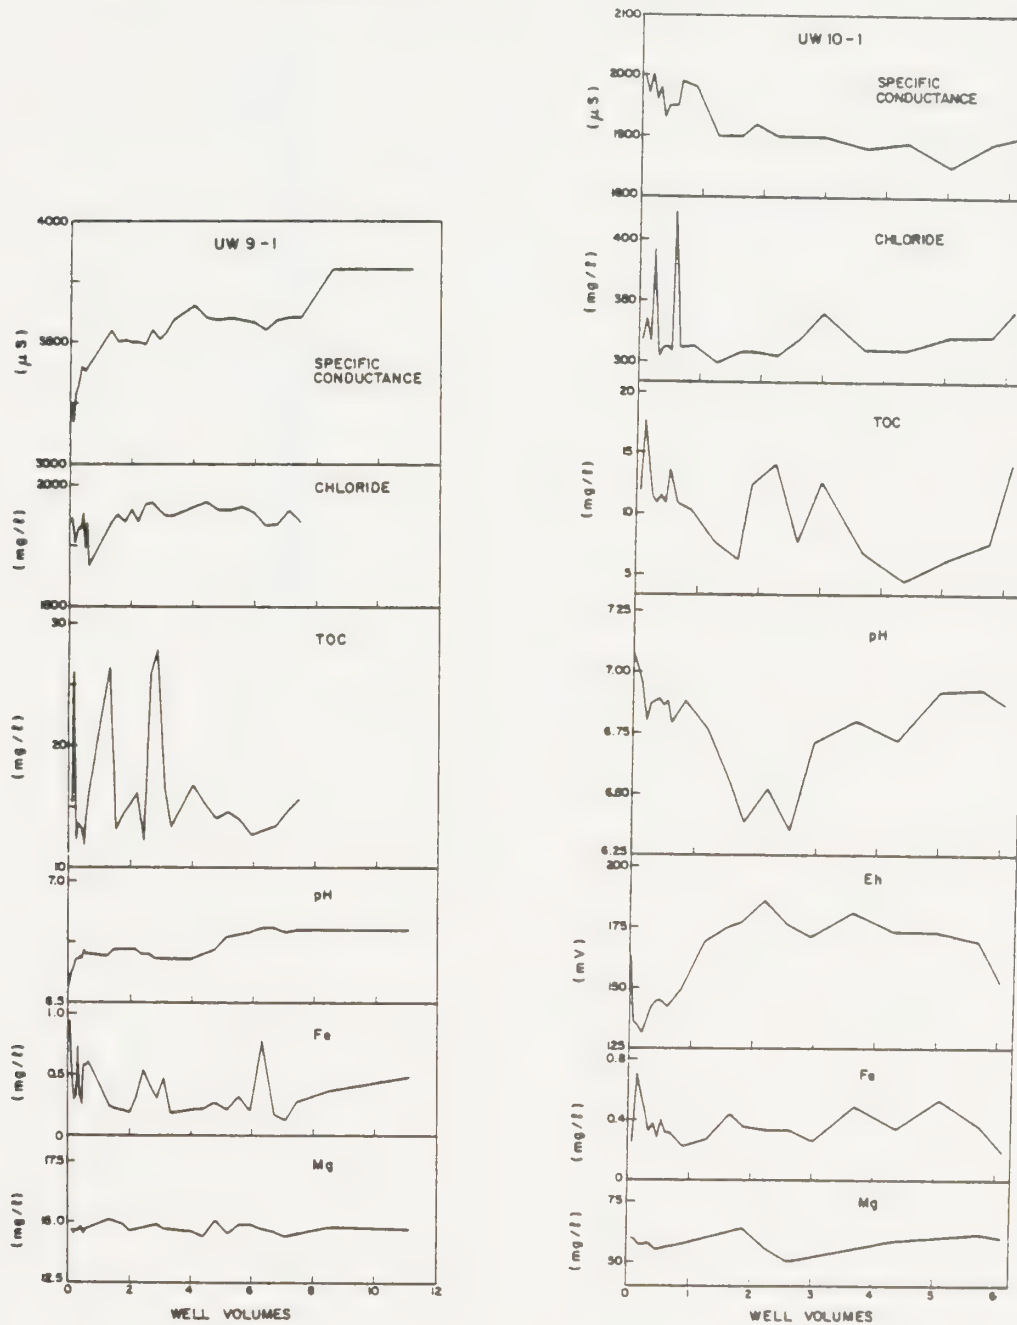 UW 9-1
4000
3000
(µS)
SPECIFIC
CONDUCTANCE
CHLORIDE
2000
(mg/ℓ)
TOC
30
20
10
(mg/ℓ)
pH
7.0
6.5
Fe
1.0
0.5
0
(mg/ℓ)
Mg
17.5
15.0
12.5
(mg/ℓ)
0 2 4 6 8 10 12
WELL VOLUMES
UW 10-1
2100
2000
1900
1800
(µS)
SPECIFIC
CONDUCTANCE
CHLORIDE
400
350
300
(mg/ℓ)
TOC
20
15
10
5
(mg/ℓ)
pH
7.25
7.00
6.75
6.50
6.25
Eh
200
175
150
125
(mV)
Fe
0.8
0.4
0
(mg/ℓ)
Mg
75
50
(mg/ℓ)
0 1 2 3 4 5 6
WELL VOLUMES